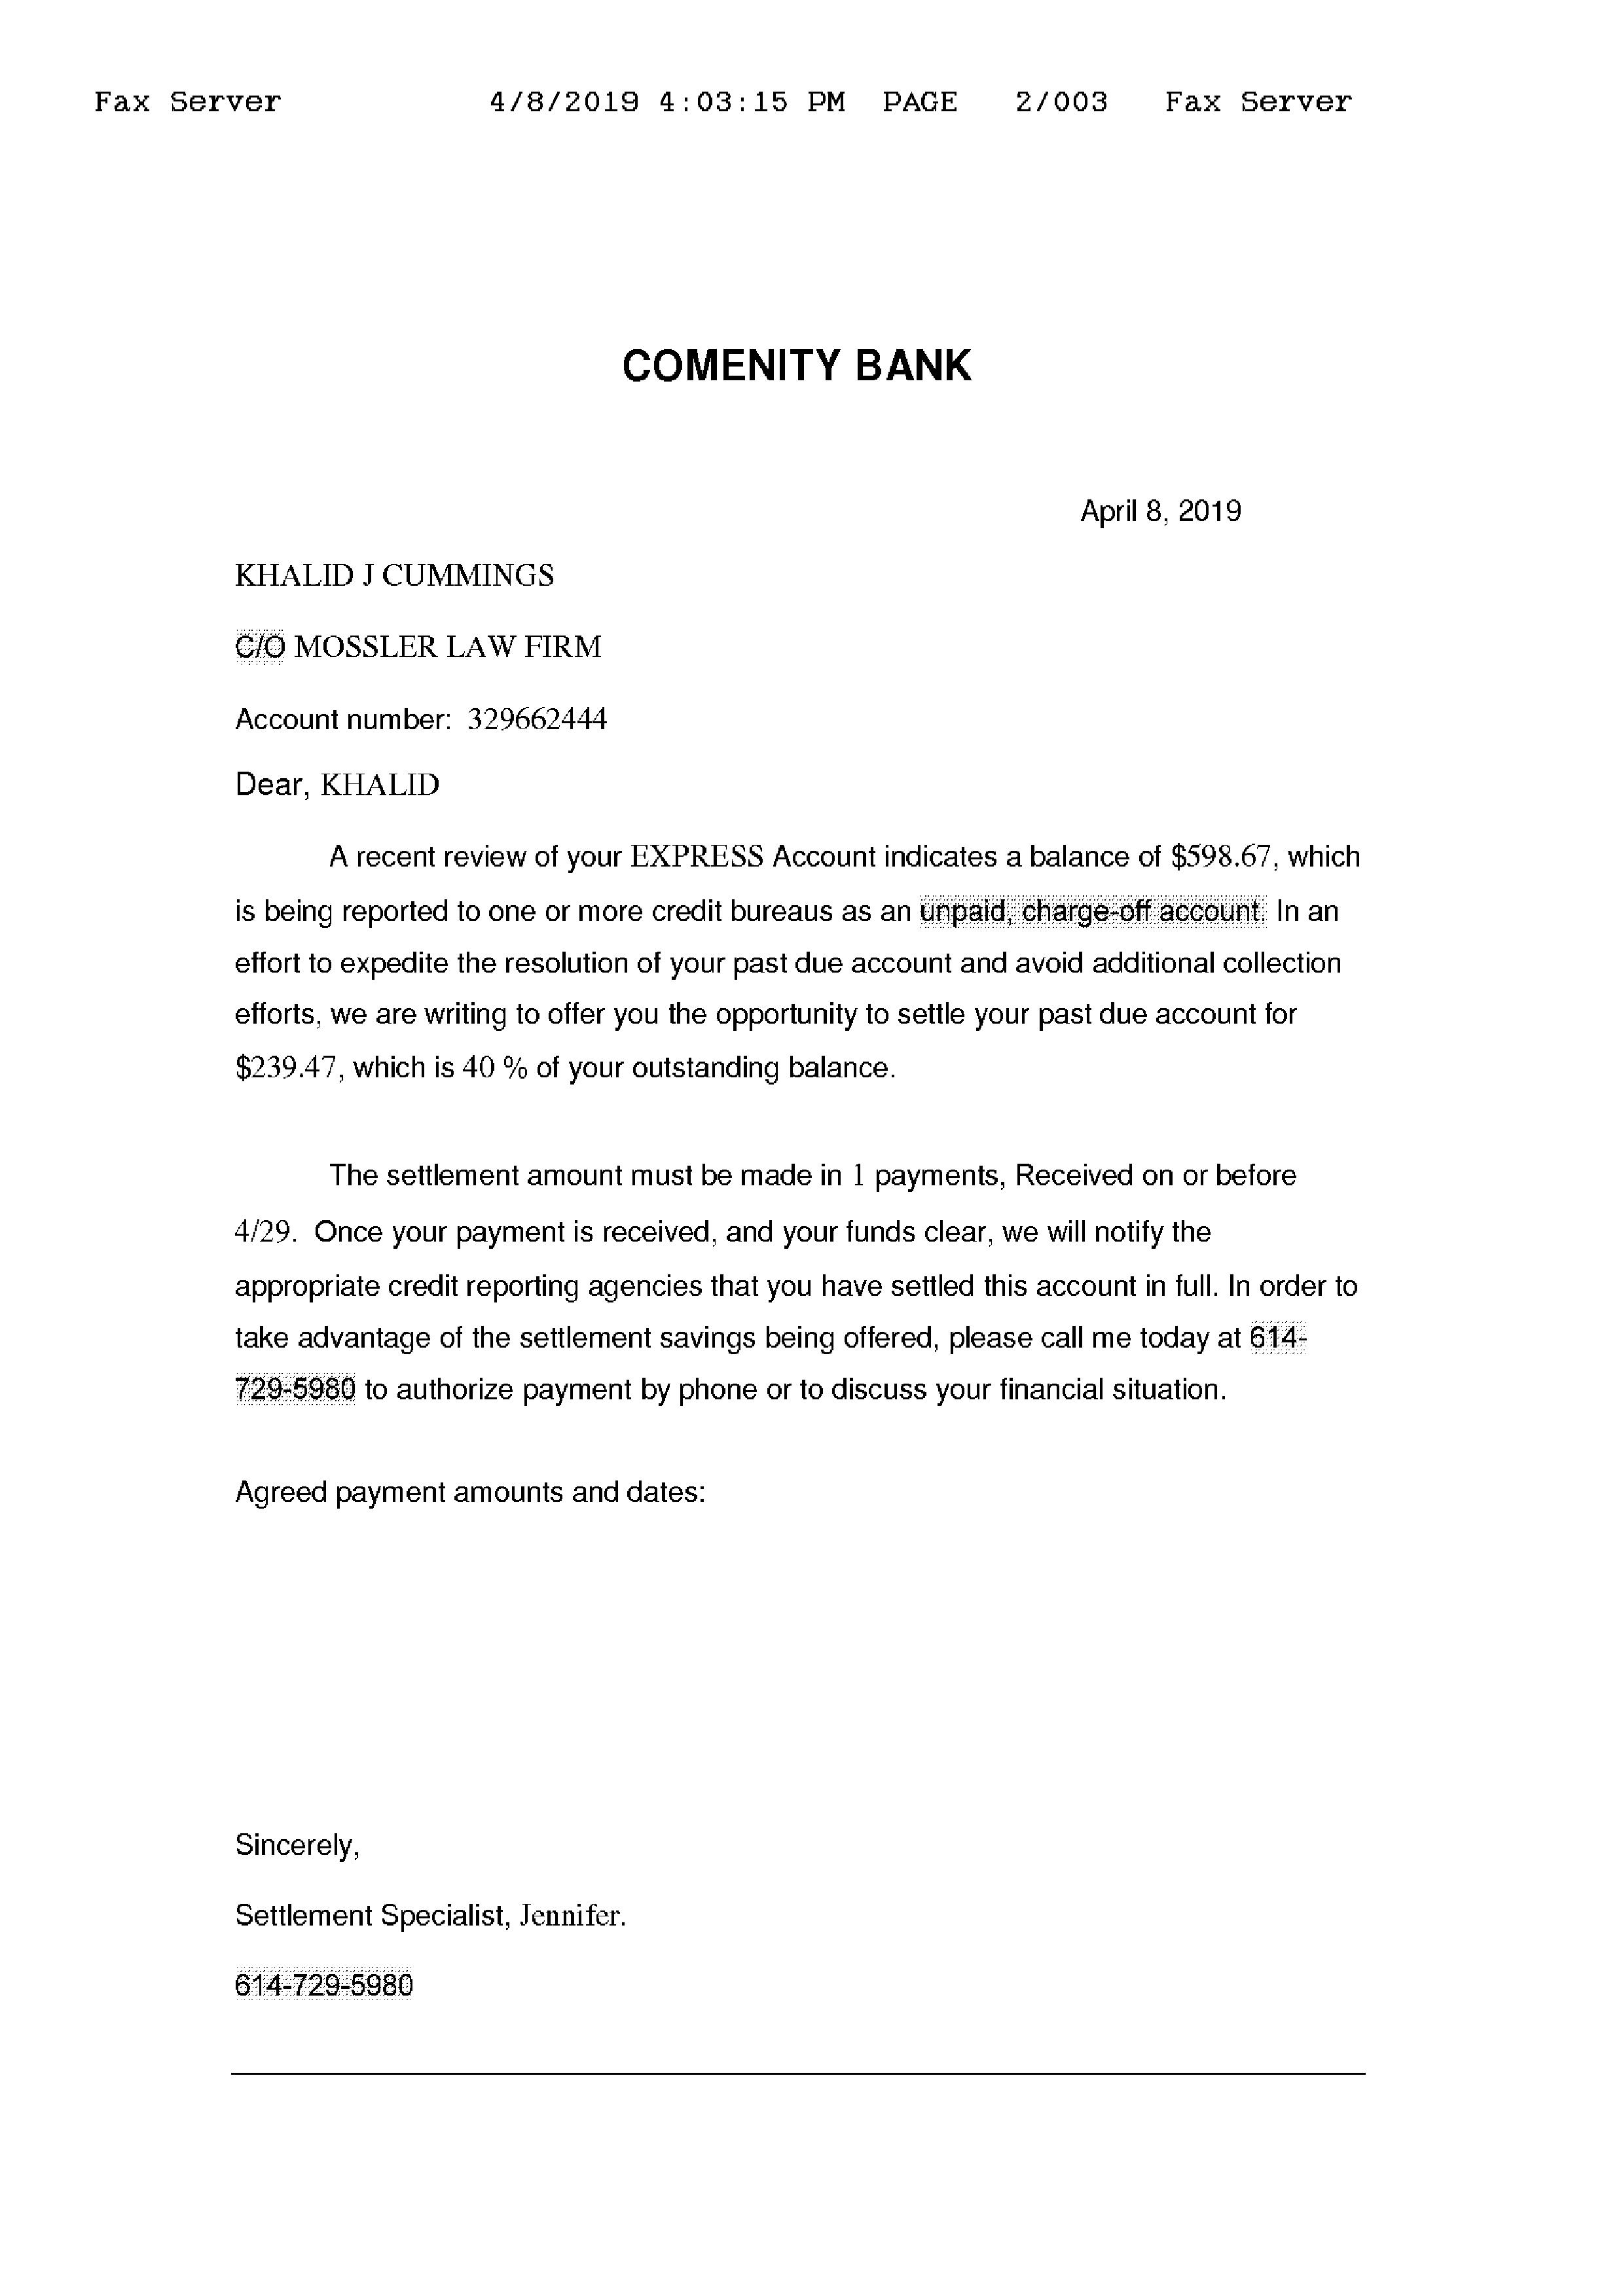 Fax Server 4/8/2019 4:03:15 PM PAGE 2/003 Fax Server
COMENITY BANK
April 8, 2019
KHALID J CUMMINGS
C/O MOSSLER LAW FIRM
Account number: 329662444
Dear, KHALID
A recent review of your EXPRESS Account indicates a balance of $598.67, which
is being reported to one or more credit bureaus as an unpaid, charge-off account. In an
effort to expedite the resolution of your past due account and avoid additional collection
efforts, we are writing to offer you the opportunity to settle your past due account for
$239.47, which is 40 % of your outstanding balance.
The settlement amount must be made in 1 payments, Received on or before
4/29. Once your payment is received, and your funds clear, we will notify the
appropriate credit reporting agencies that you have settled this account in full. In order to
take advantage of the settlement savings being offered, please call me today at 614-
729-5980 to authorize payment by phone or to discuss your financial situation.
Agreed payment amounts and dates:
Sincerely,
Settlement Specialist, Jennifer.
614-729-5980